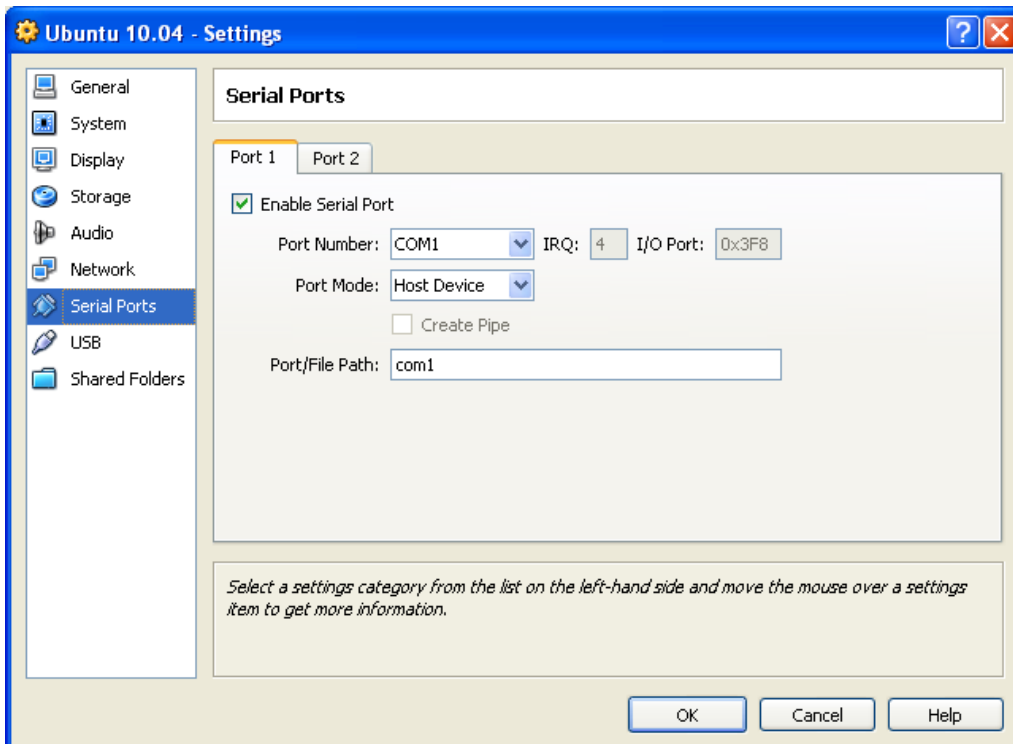 Ubuntu 10.04 - Settings
?
General
System
Display
Storage
Audio
Network
Serial Ports
USB
Shared Folders
Serial Ports
Port 1 Port 2
Enable Serial Port
Port Number: COM1 IRQ: 4 I/O Port: 0x3F8
Port Mode: Host Device
Create Pipe
Port/File Path: com1
Select a settings category from the list on the left-hand side and move the mouse over a settings
item to get more information.
OK Cancel Help